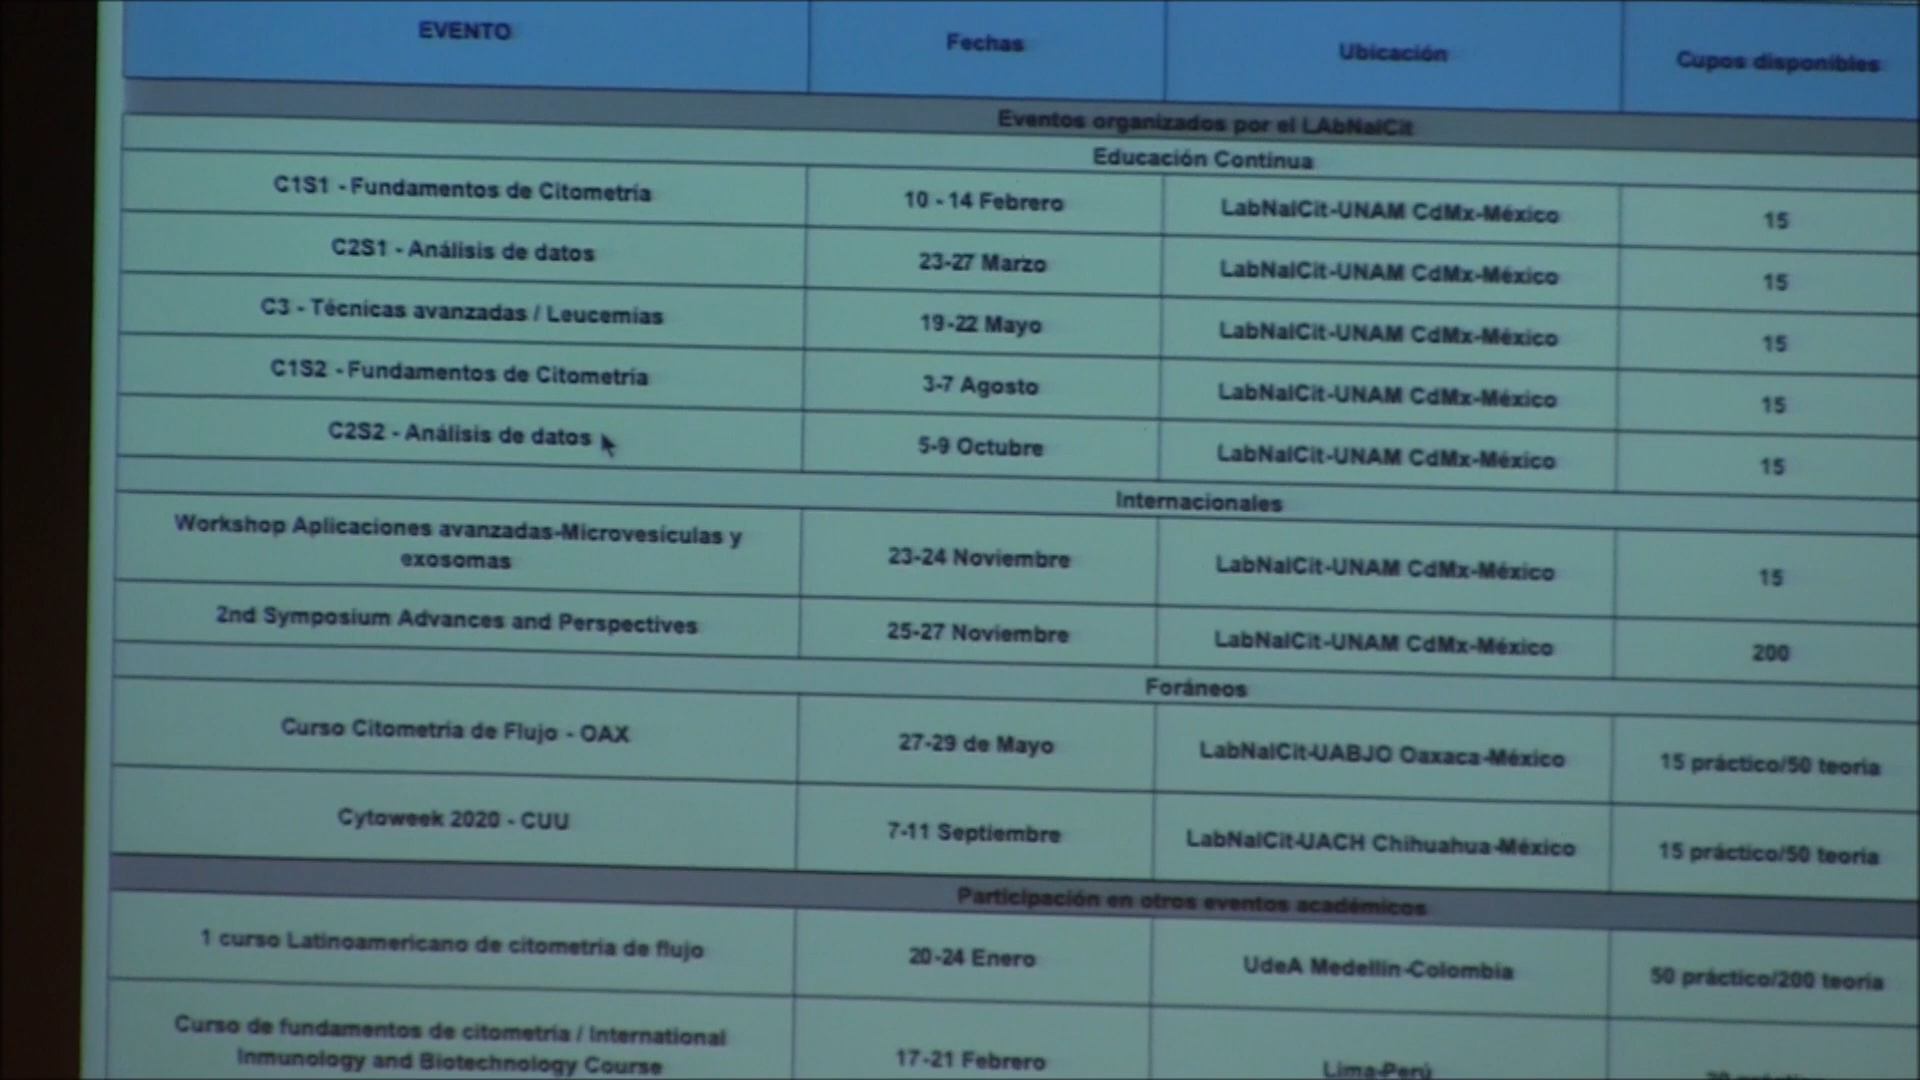 EVENTO Fechas Ubicación Cupos disponibles
Eventos organizados por el LAbNalCit
Educación Continua
C1S1 - Fundamentos de Citometría 10 - 14 Febrero LabNalCit-UNAM CdMx-México 15
C2S1 - Análisis de datos 23-27 Marzo LabNalCit-UNAM CdMx-México 15
C3 - Técnicas avanzadas / Leucemias 19-22 Mayo LabNalCit-UNAM CdMx-México 15
C1S2 - Fundamentos de Citometría 3-7 Agosto LabNalCit-UNAM CdMx-México 15
C2S2 - Análisis de datos 5-9 Octubre LabNalCit-UNAM CdMx-México 15
Internacionales
Workshop Aplicaciones avanzadas-Microvesículas y
exosomas 23-24 Noviembre LabNalCit-UNAM CdMx-México 15
2nd Symposium Advances and Perspectives 25-27 Noviembre LabNalCit-UNAM CdMx-México 200
Foráneos
Curso Citometría de Flujo - OAX 27-29 de Mayo LabNalCit-UABJO Oaxaca-México 15 práctico/50 teoría
Cytoweek 2020 - CUU 7-11 Septiembre LabNalCit-UACH Chihuahua-México 15 práctico/50 teoría
Participación en otros eventos académicos
1 curso Latinoamericano de citometría de flujo 20-24 Enero UdeA Medellín-Colombia 50 práctico/200 teoría
Curso de fundamentos de citometría / International
Inmunology and Biotechnology Course 17-21 Febrero Lima-Perú